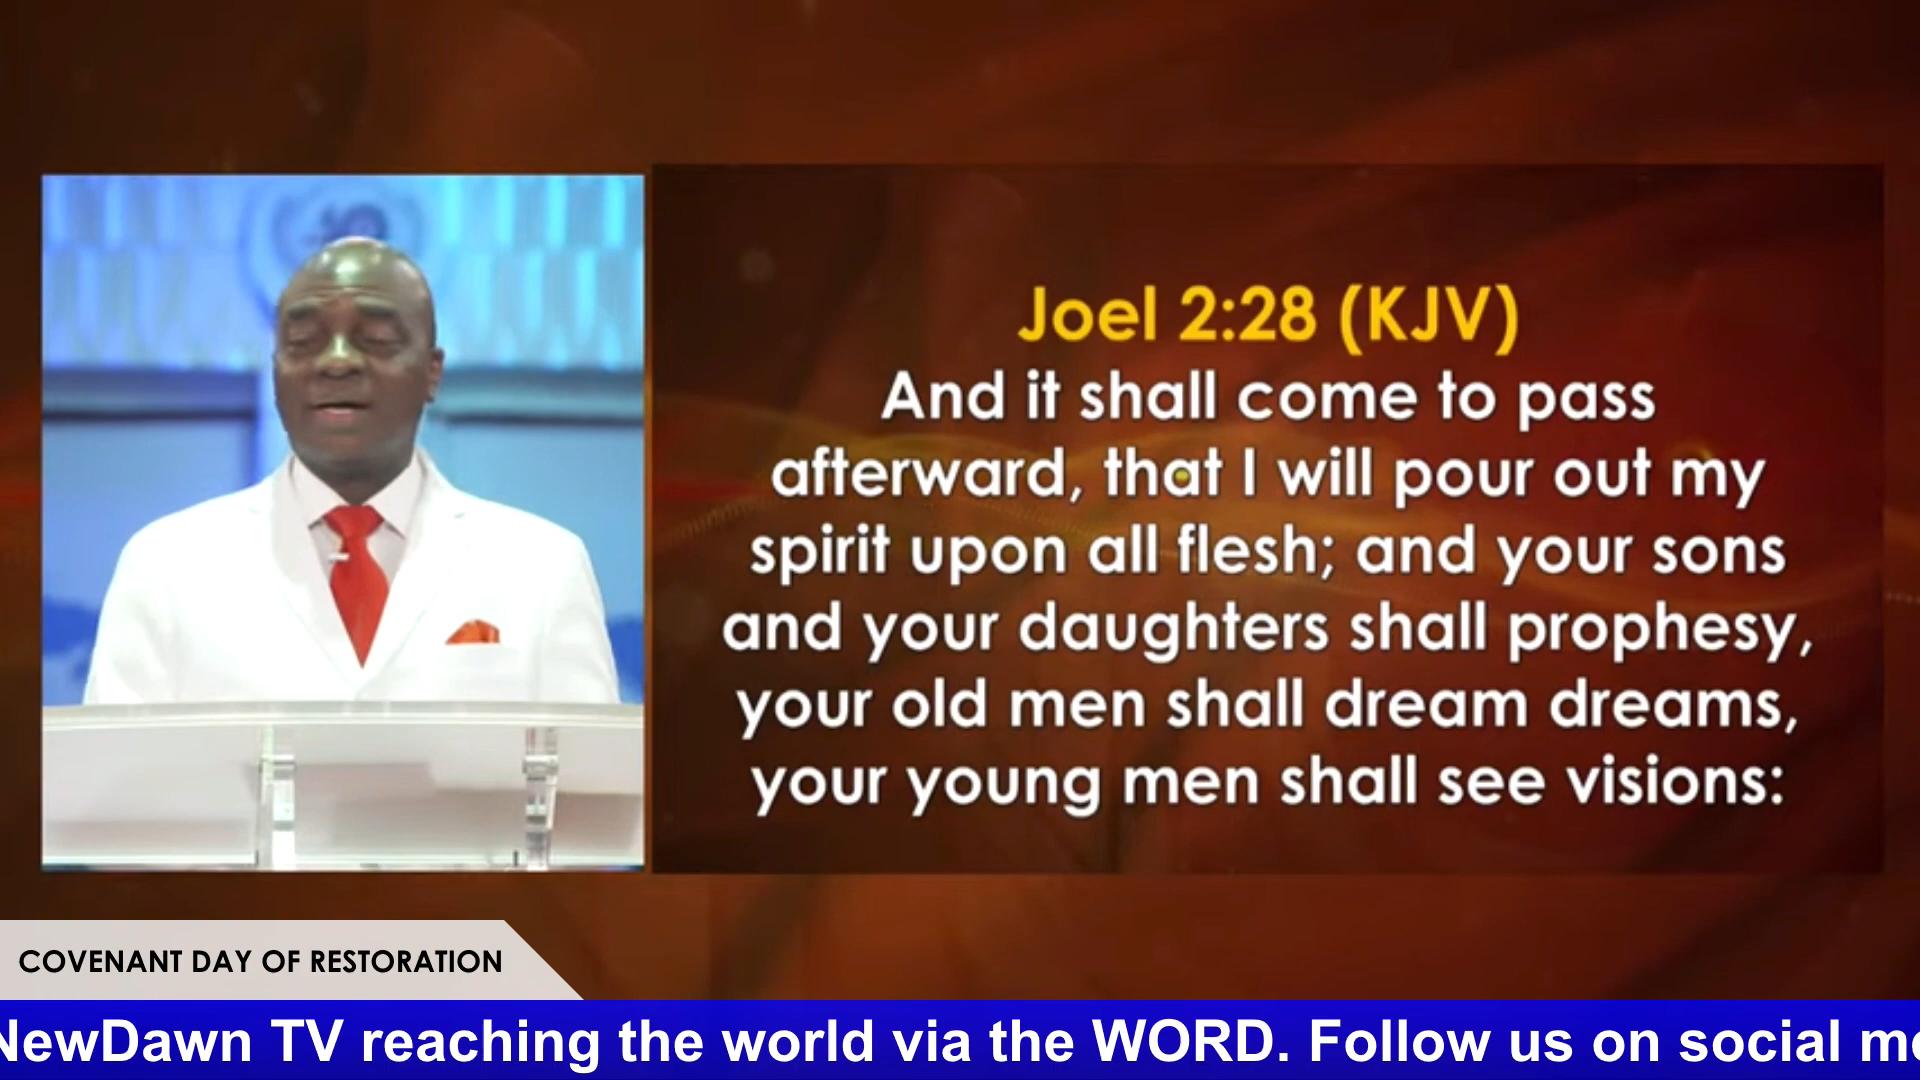 Joel 2:28 (KJV)
And it shall come to pass
afterward, that I will pour out my
spirit upon all flesh; and your sons
and your daughters shall prophesy,
your old men shall dream dreams,
your young men shall see visions:
COVENANT DAY OF RESTORATION
NewDawn TV reaching the world via the WORD. Follow us on social